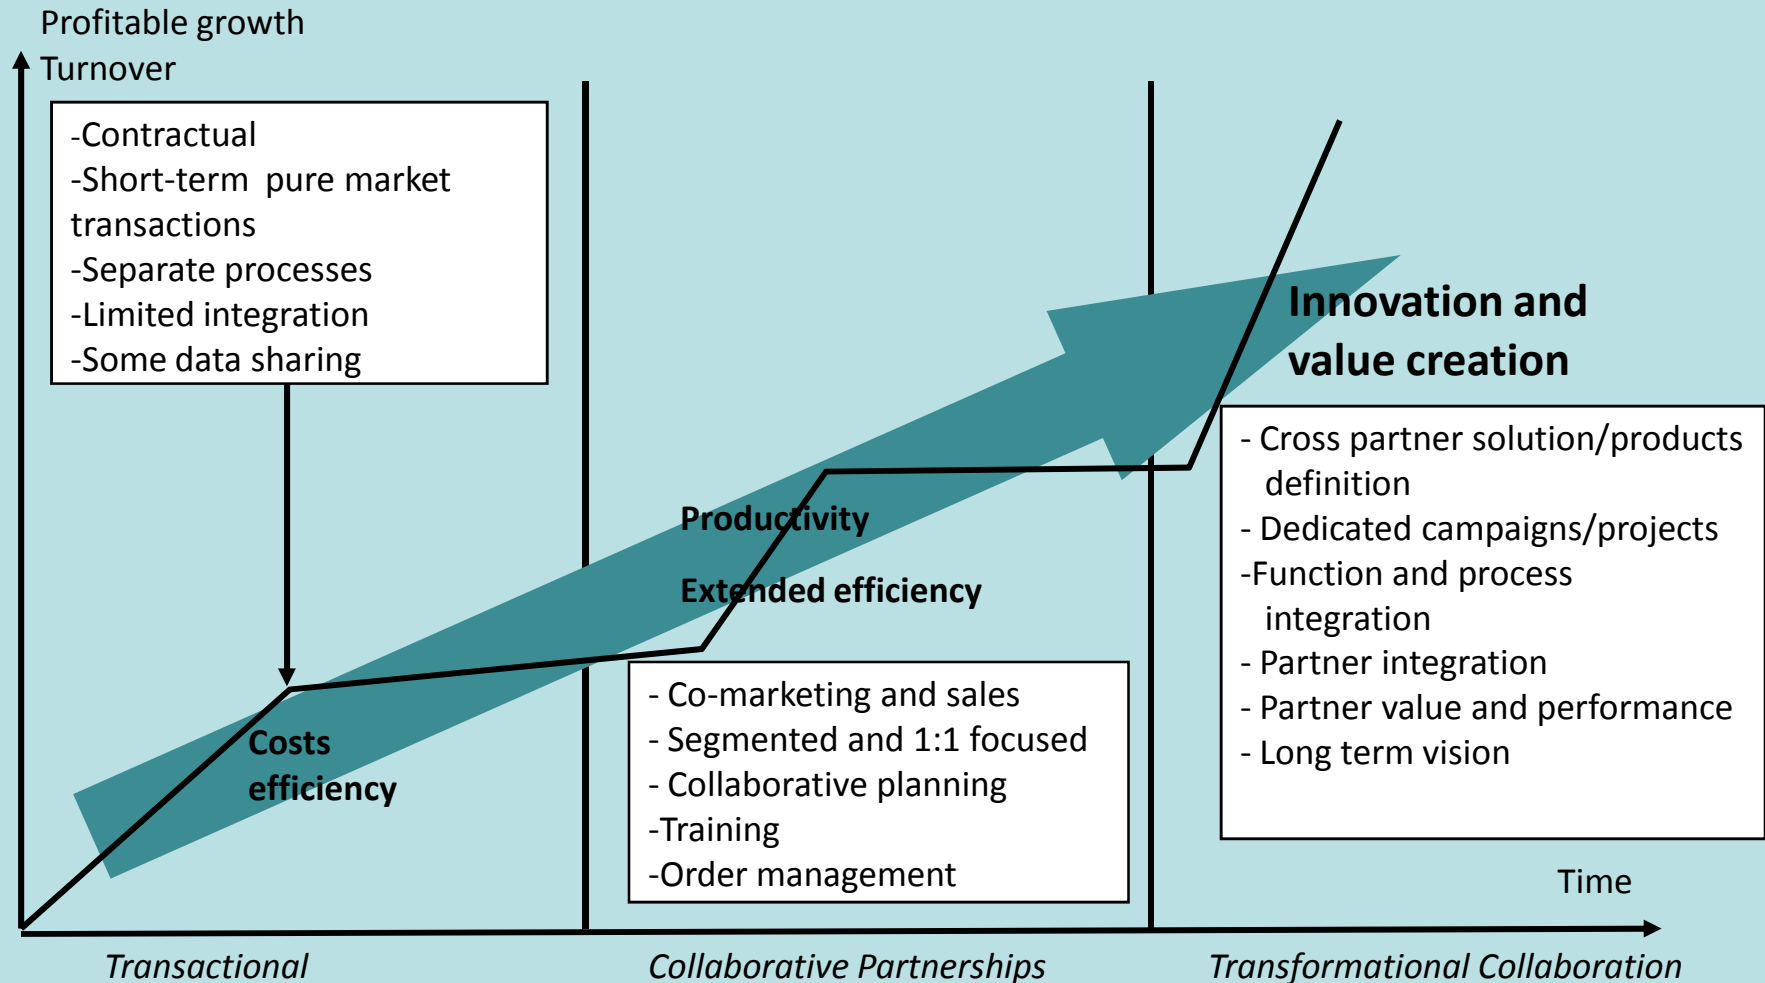 Profitable growth
Turnover
-Contractual
-Short-term pure market
transactions
-Separate processes
-Limited integration
-Some data sharing
Innovation and
value creation
- Cross partner solution/products
definition
- Dedicated campaigns/projects
-Function and process
integration
- Partner integration
- Partner value and performance
- Long term vision
Productivity
Extended efficiency
- Co-marketing and sales
- Segmented and 1:1 focused
- Collaborative planning
-Training
-Order management
Costs
efficiency
Time
Transactional
Collaborative Partnerships
Transformational Collaboration